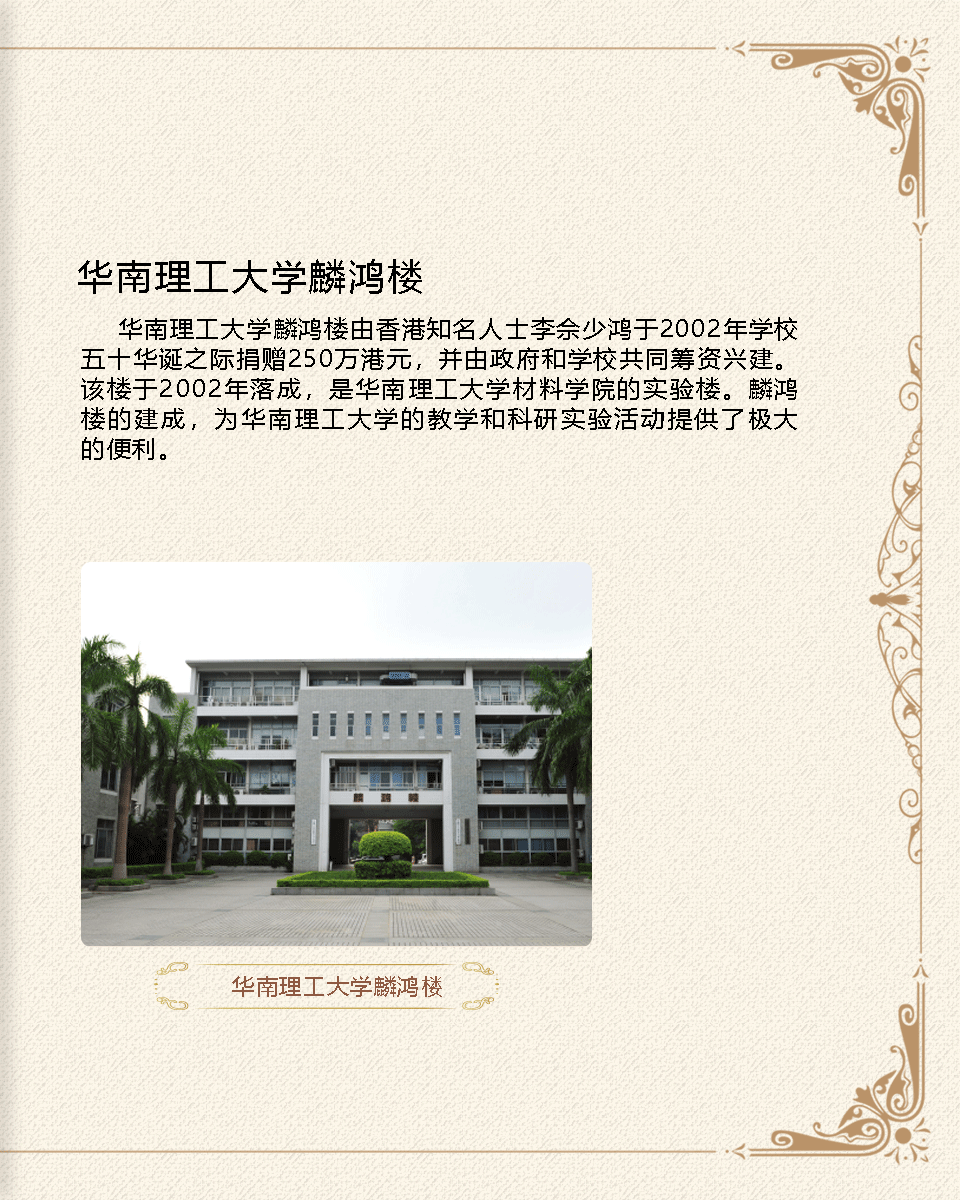 华南理工大学麟鸿楼
华南理工大学麟鸿楼由香港知名人士李佘少鸿于2002年学校
五十华诞之际捐赠250万港元，并由政府和学校共同筹资兴建。
该楼于2002年落成，是华南理工大学材料学院的实验楼。麟鸿
楼的建成，为华南理工大学的教学和科研实验活动提供了极大
的便利。
麟鸿楼
华南理工大学麟鸿楼